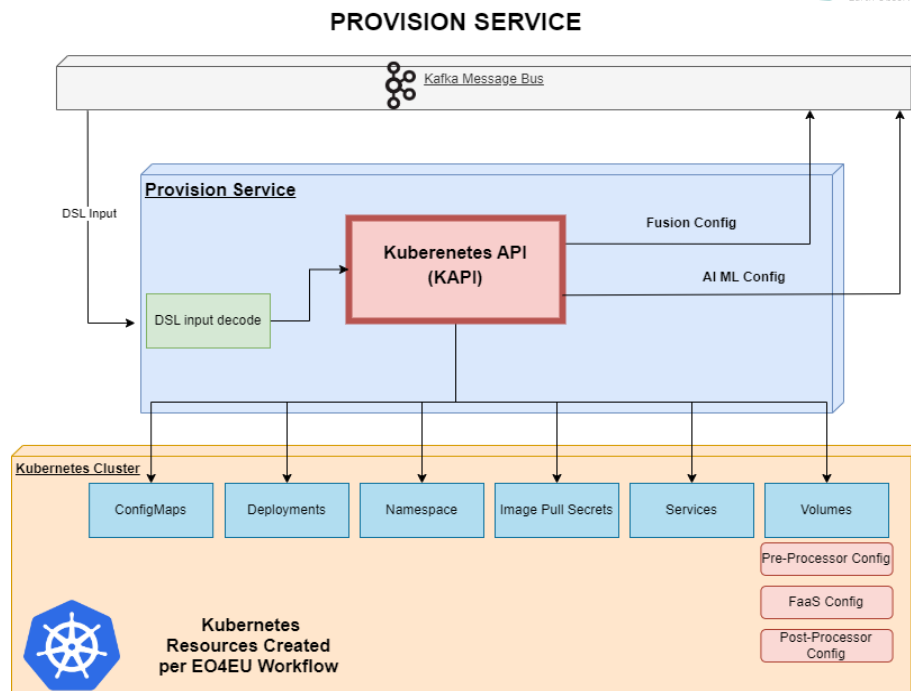 PROVISION SERVICE
Kafka Message Bus
Provision Service
DSL Input
Kuberenetes API
(KAPI)
Fusion Config
AI ML Config
DSL input decode
Kubernetes Cluster
ConfigMaps
Deployments
Namespace
Image Pull Secrets
Services
Volumes
Pre-Processor Config
FaaS Config
Post-Processor
Config
Kubernetes
Resources Created
per EO4EU Workflow